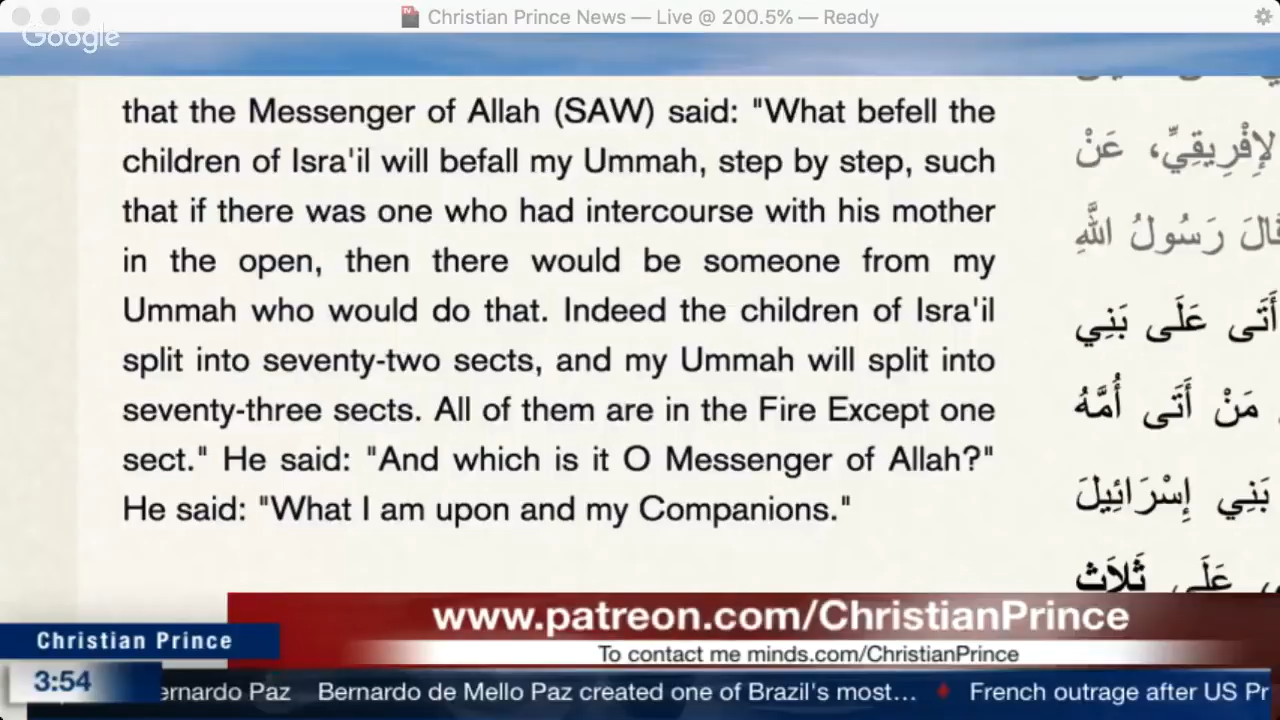 Christian Prince News — Live @ 200.5% — Ready
Google
that the Messenger of Allah (SAW) said: "What befell the
children of Isra'il will befall my Ummah, step by step, such
that if there was one who had intercourse with his mother
in the open, then there would be someone from my
Ummah who would do that. Indeed the children of Isra'il
split into seventy-two sects, and my Ummah will split into
seventy-three sects. All of them are in the Fire Except one
sect." He said: "And which is it O Messenger of Allah?"
He said: "What I am upon and my Companions."
لإِفْرِيقِيِّ، عَنْ
قَالَ رَسُولُ اللَّهِ
أَتَى عَلَى بَنِي
مَنْ أَتَى أُمَّهُ
بَنِي إِسْرَائِيلَ
عَلَى ثَلاَثِ
www.patreon.com/ChristianPrince
To contact me minds.com/ChristianPrince
Christian Prince
3:54
ernardo Paz Bernardo de Mello Paz created one of Brazil's most... French outrage after US Pr